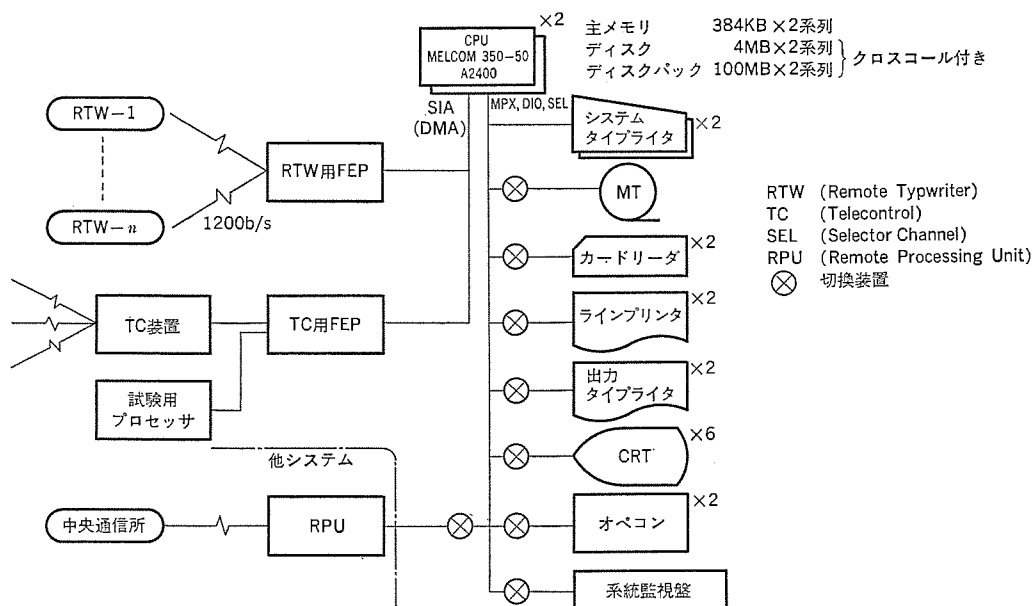 ×2
CPU
MELCOM 350-50
A2400
主メモリ 384KB×2系列
ディスク 4MB×2系列
ディスクパック 100MB×2系列
クロスコール付き
SIA
(DMA)
MPX, DIO, SEL
システム
タイプライタ
×2
RTW-1
RTW用FEP
RTW-n
1200b/s
MT
カードリーダ
×2
RTW (Remote Typwriter)
TC (Telecontrol)
SEL (Selector Channel)
RPU (Remote Processing Unit)
切換装置
TC装置
TC用FEP
ラインプリンタ
×2
試験用
プロセッサ
出力
タイプライタ
×2
他システム
CRT
×6
中央通信所
RPU
オペコン
×2
系統監視盤